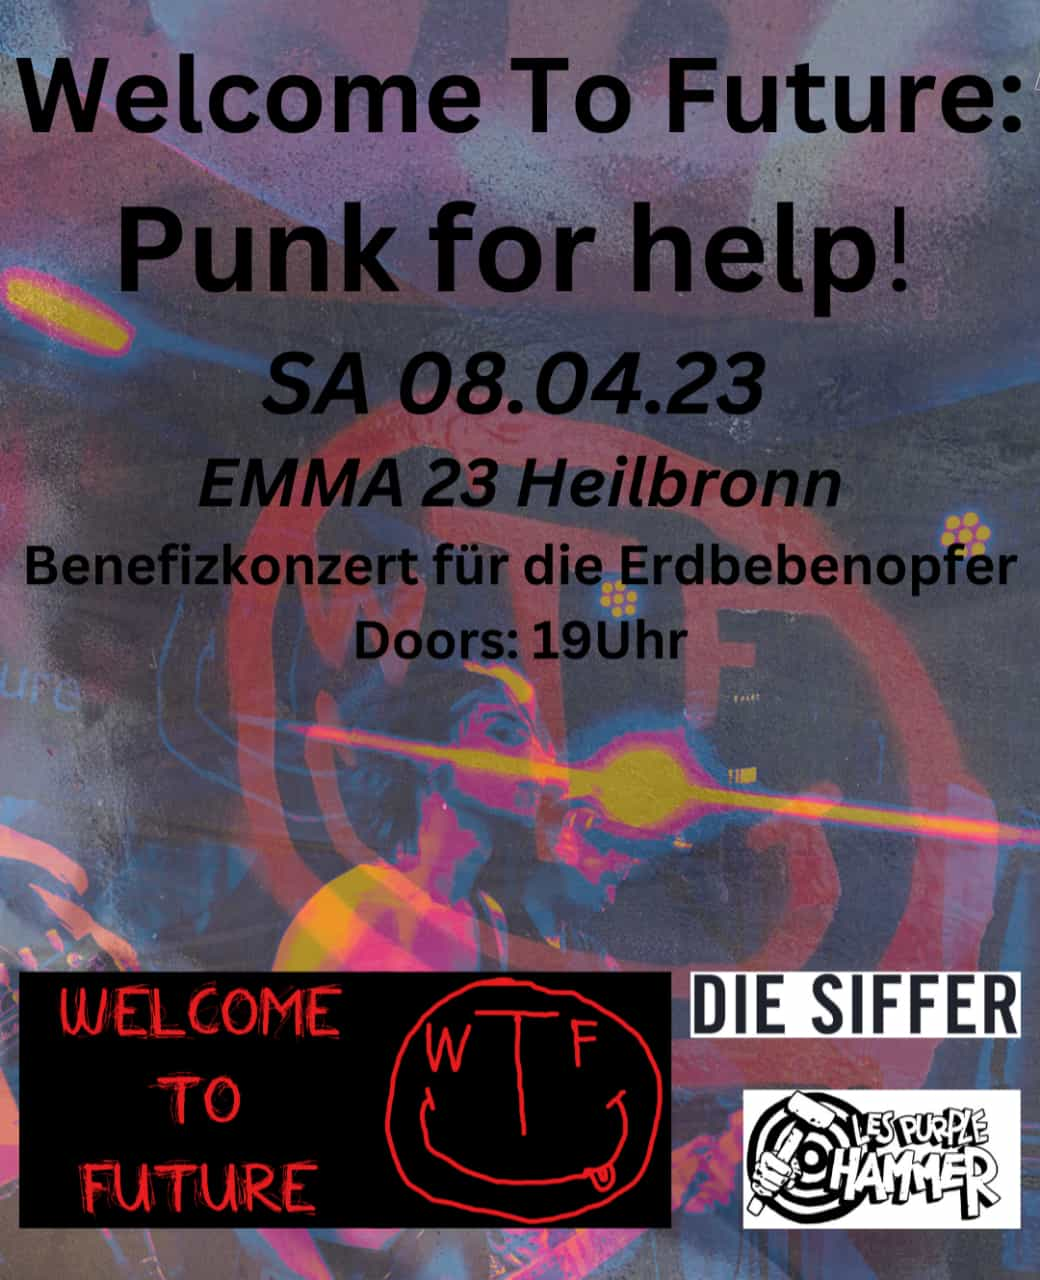 Welcome To Future:
Punk for help!
SA 08.04.23
EMMA 23 Heilbronn
Benefizkonzert für die Erdbebenopfer
Doors: 19Uhr
W T F
ure
WELCOME
TO
FUTURE
W T F
DIE SIFFER
LES PURPLE
HAMMER